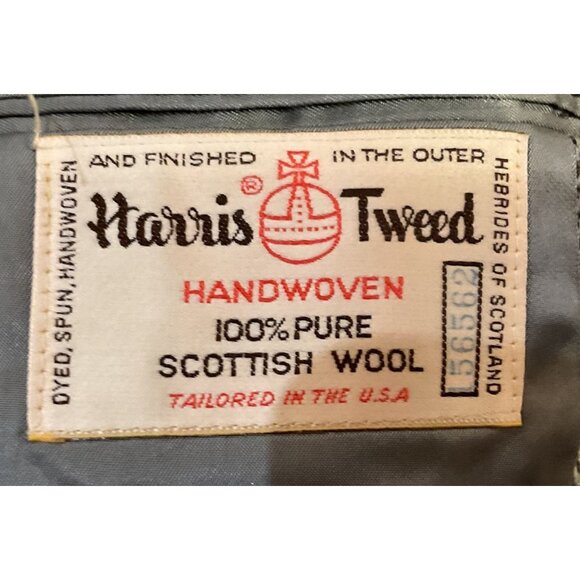 DYED, SPUN, HANDWOVEN
AND FINISHED
IN THE OUTER
HEBRIDES OF SCOTLAND
Harris® Tweed
HANDWOVEN
100% PURE
SCOTTISH WOOL
TAILORED IN THE U.S.A
156562